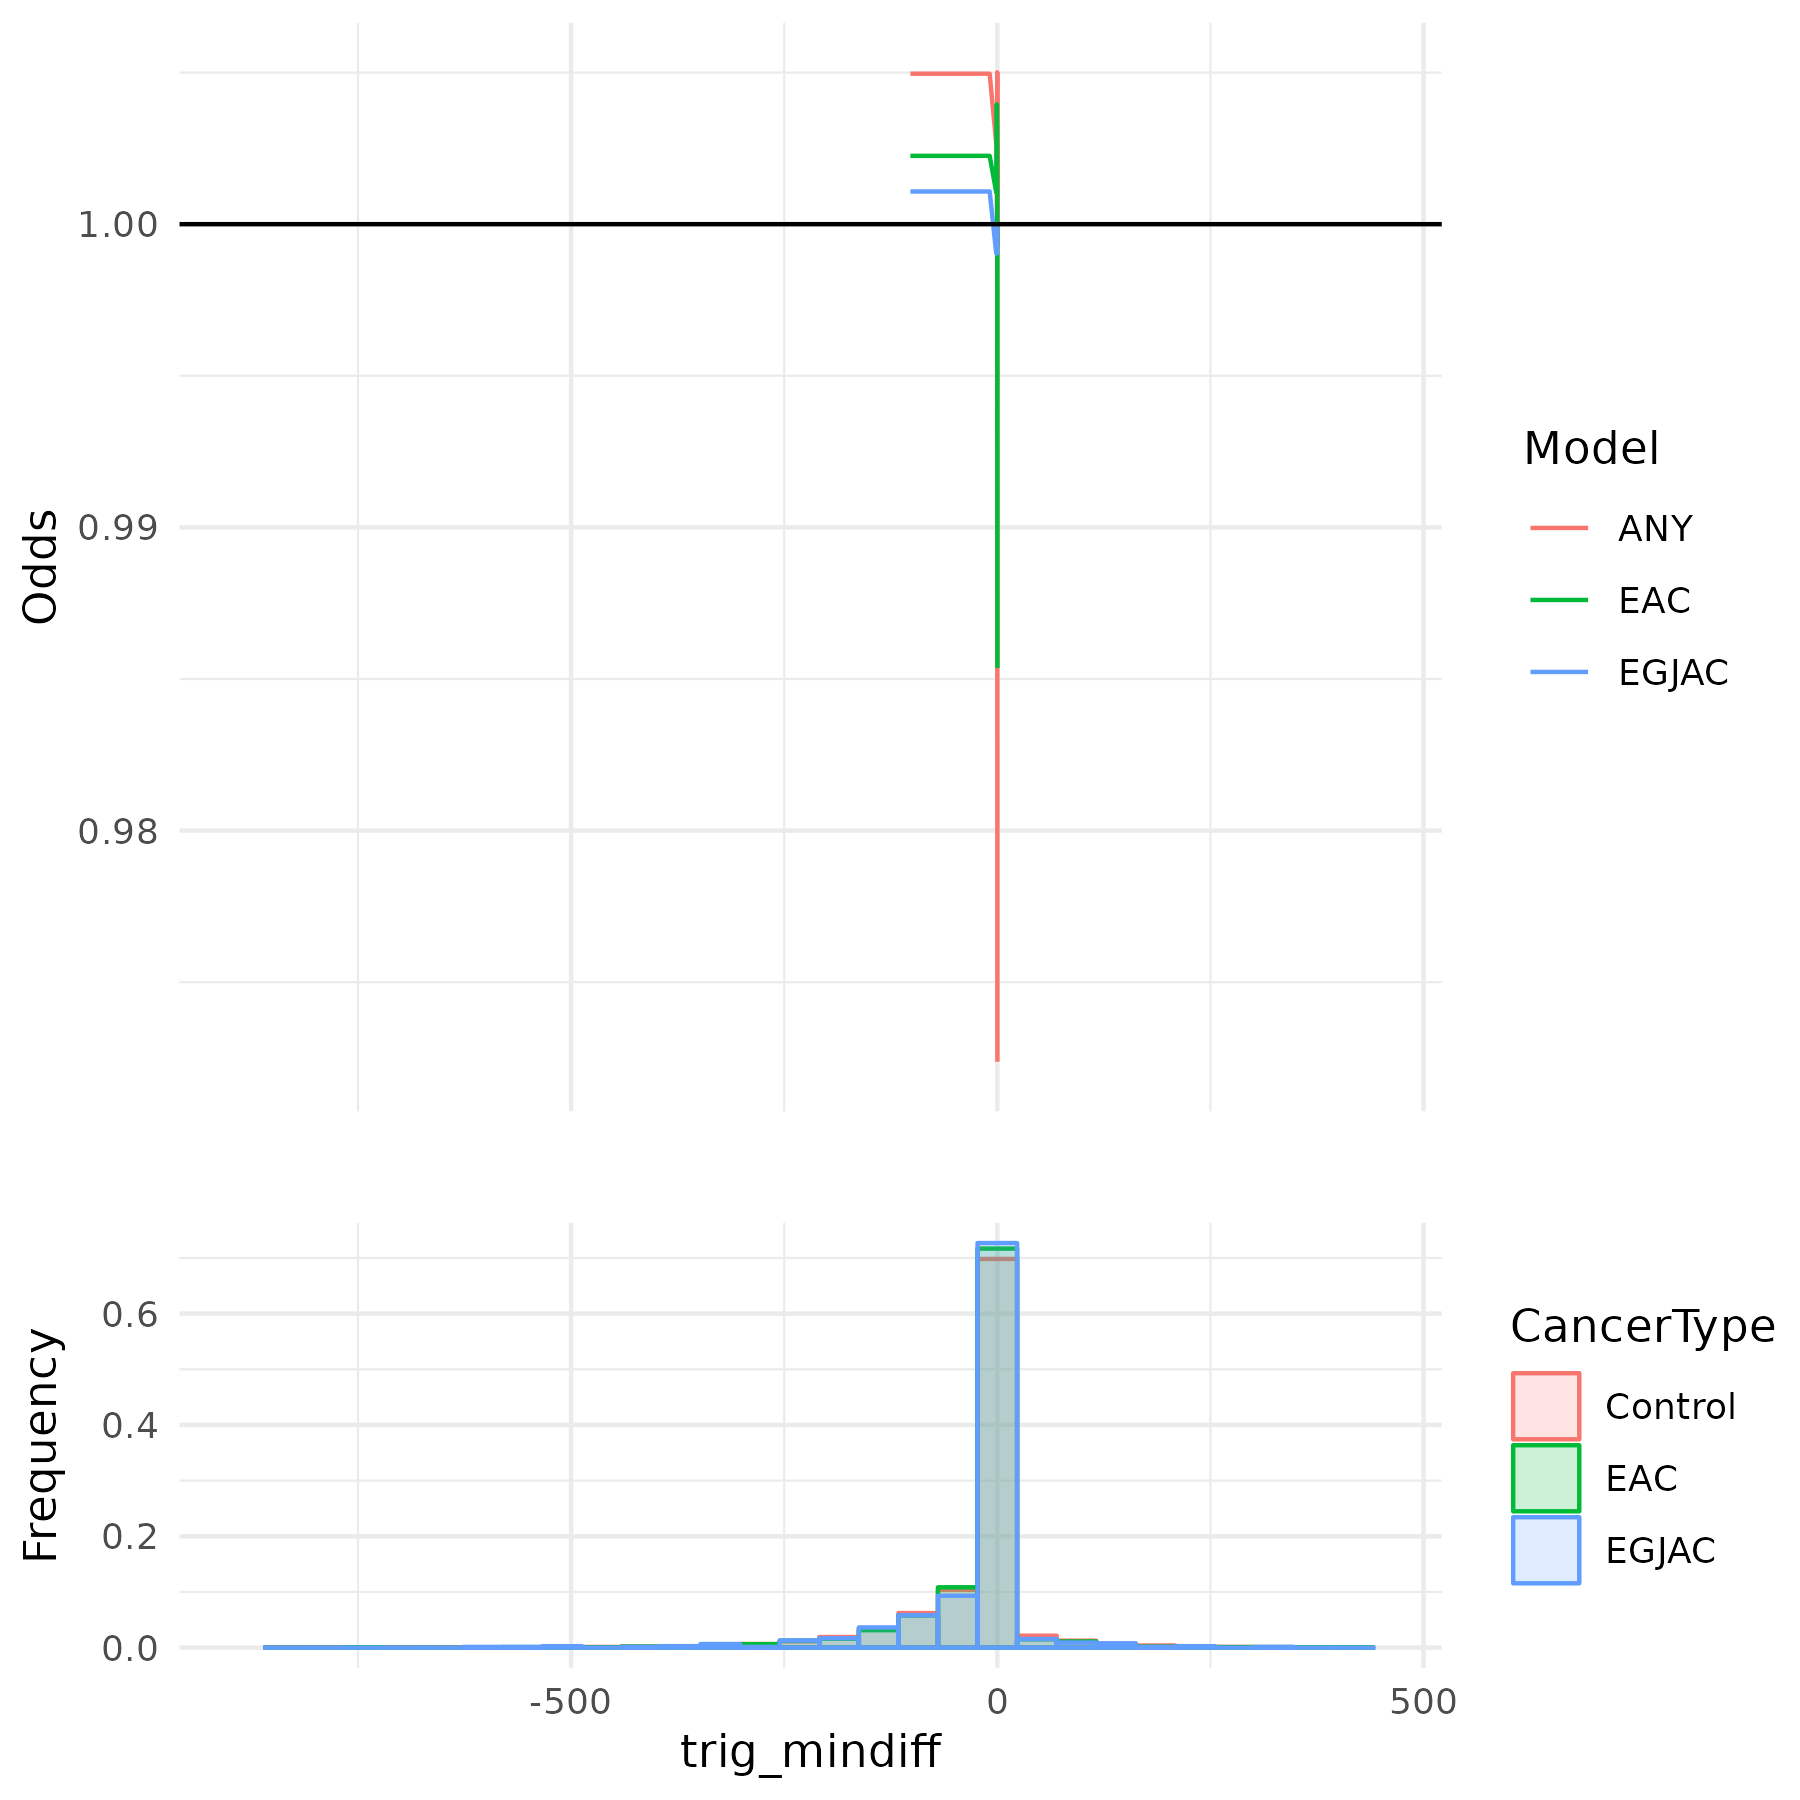 Odds
1.00
0.99
0.98
Model
ANY
EAC
EGJAC
Frequency
0.6
0.4
0.2
0.0
-500
0
500
trig_mindiff
CancerType
Control
EAC
EGJAC